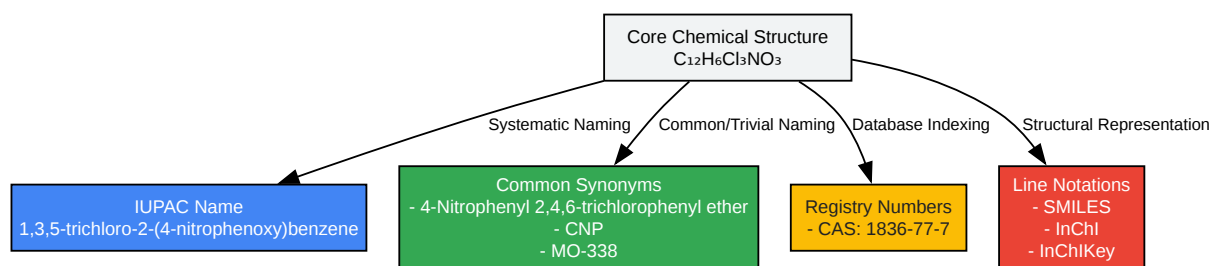 Core Chemical Structure
C₁₂H₆Cl₃NO₃
Systematic Naming
Common/Trivial Naming
Database Indexing
Structural Representation
IUPAC Name
1,3,5-trichloro-2-(4-nitrophenoxy)benzene
Common Synonyms
- 4-Nitrophenyl 2,4,6-trichlorophenyl ether
- CNP
- MO-338
Registry Numbers
- CAS: 1836-77-7
Line Notations
- SMILES
- InChI
- InChIKey